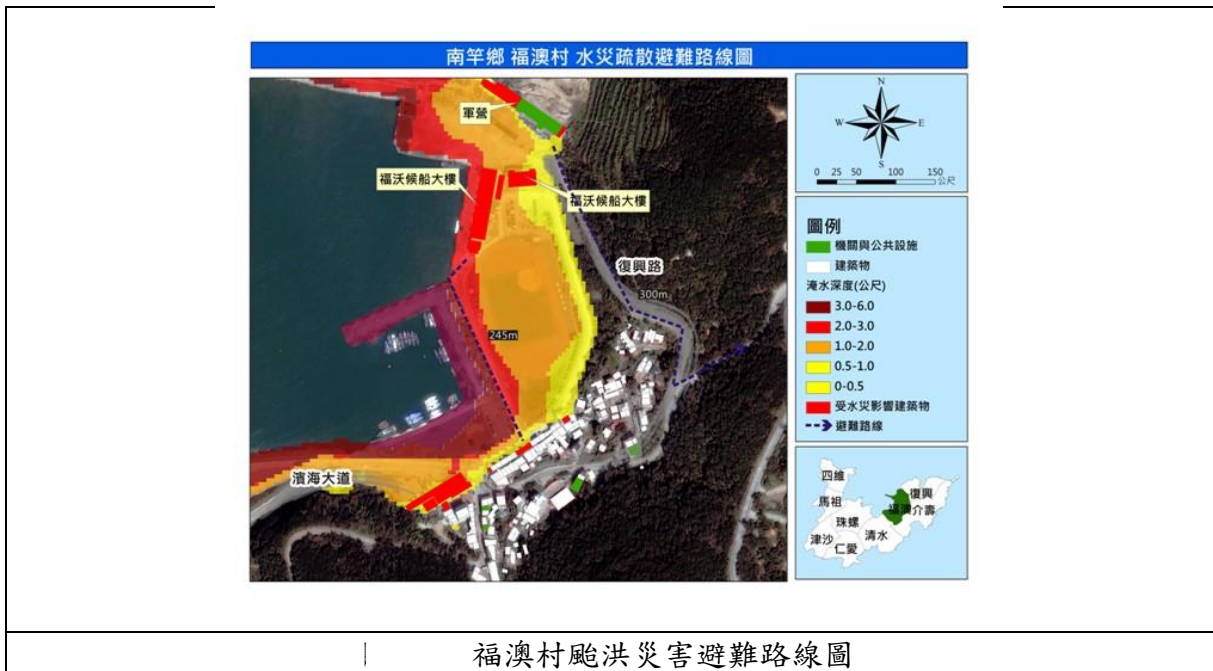 南竿鄉 福澳村 水災疏散避難路線圖
軍營
福沃候船大樓
福沃候船大樓
復興路
300m
245m
濱海大道
N
W E
S
0 25 50 100 150
公尺
圖例
機關與公共設施
建築物
淹水深度(公尺)
3.0-6.0
2.0-3.0
1.0-2.0
0.5-1.0
0-0.5
受水災影響建築物
避難路線
四維
馬祖
復興
福澳
介壽
珠螺
清水
津沙
仁愛
福澳村颱洪災害避難路線圖